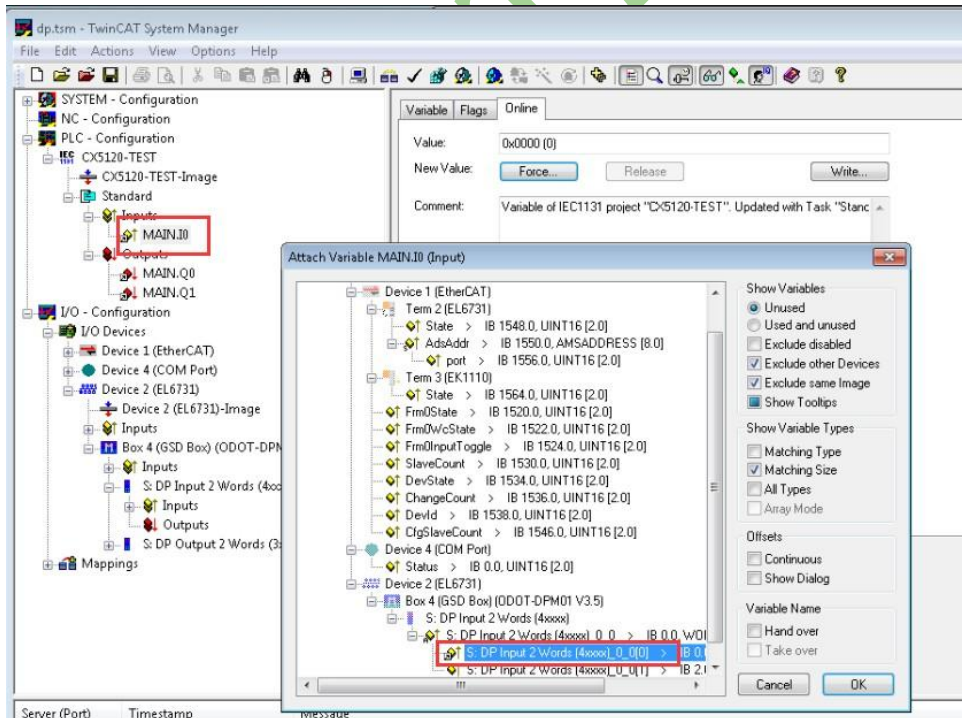 dp.tsm - TwinCAT System Manager
File Edit Actions View Options Help
SYSTEM - Configuration
NC - Configuration
PLC - Configuration
CX5120-TEST
CX5120-TEST-Image
Standard
Inputs
MAIN.I0
Outputs
MAIN.Q0
MAIN.Q1
I/O - Configuration
I/O Devices
Device 1 (EtherCAT)
Device 4 (COM Port)
Device 2 (EL6731)
Device 2 (EL6731)-Image
Inputs
Box 4 (GSD Box) (ODOT-DPM
Inputs
S: DP Input 2 Words (4xxx
Inputs
Outputs
S: DP Output 2 Words (3x
Mappings
Variable Flags Online
Value: 0x0000 (0)
New Value: Force... Release Write...
Comment: Variable of IEC1131 project "CX5120-TEST". Updated with Task "Stanc
Attach Variable MAIN.I0 (Input)
Device 1 (EtherCAT)
Term 2 (EL6731)
State > IB 1548.0, UINT16 [2.0]
AdsAddr > IB 1550.0, AMSADDRESS [8.0]
port > IB 1556.0, UINT16 [2.0]
Term 3 (EK1110)
State > IB 1564.0, UINT16 [2.0]
Frm0State > IB 1520.0, UINT16 [2.0]
Frm0WcState > IB 1522.0, UINT16 [2.0]
Frm0InputToggle > IB 1524.0, UINT16 [2.0]
SlaveCount > IB 1530.0, UINT16 [2.0]
DevState > IB 1534.0, UINT16 [2.0]
ChangeCount > IB 1536.0, UINT16 [2.0]
DevId > IB 1538.0, UINT16 [2.0]
CfgSlaveCount > IB 1546.0, UINT16 [2.0]
Device 4 (COM Port)
Status > IB 0.0, UINT16 [2.0]
Device 2 (EL6731)
Box 4 (GSD Box) (ODOT-DPM01 V3.5)
S: DP Input 2 Words (4xxxx)
S: DP Input 2 Words (4xxxx)_0_0 > IB 0.0, WO
S: DP Input 2 Words (4xxxx)_0_0[0] > IB 0.
S: DP Input 2 Words (4xxxx)_0_0[1] > IB 2.
Show Variables
Unused
Used and unused
Exclude disabled
Exclude other Devices
Exclude same Image
Show Tooltips
Show Variable Types
Matching Type
Matching Size
All Types
Array Mode
Offsets
Continuous
Show Dialog
Variable Name
Hand over
Take over
Cancel OK
Server (Port) Timestamp Message